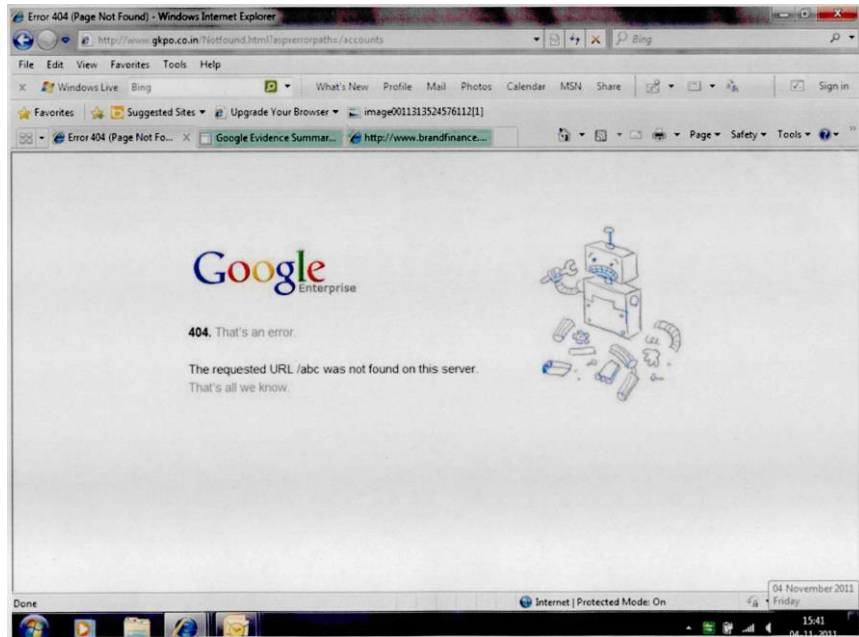 Error 404 (Page Not Found) - Windows Internet Explorer
http://www.gkpo.co.in/Notfound.html?aspxerrorpath=/accounts
Bing
File Edit View Favorites Tools Help
Windows Live Bing What's New Profile Mail Photos Calendar MSN Share Sign in
Favorites Suggested Sites Upgrade Your Browser image0011313524576112[1]
Error 404 (Page Not Fo... Google Evidence Summar... http://www.brandfinance....
Page Safety Tools
Google
Enterprise
404. That's an error.
The requested URL /abc was not found on this server.
That's all we know.
04 November 2011
Friday
Done Internet | Protected Mode: On
15:41
04-11-2011